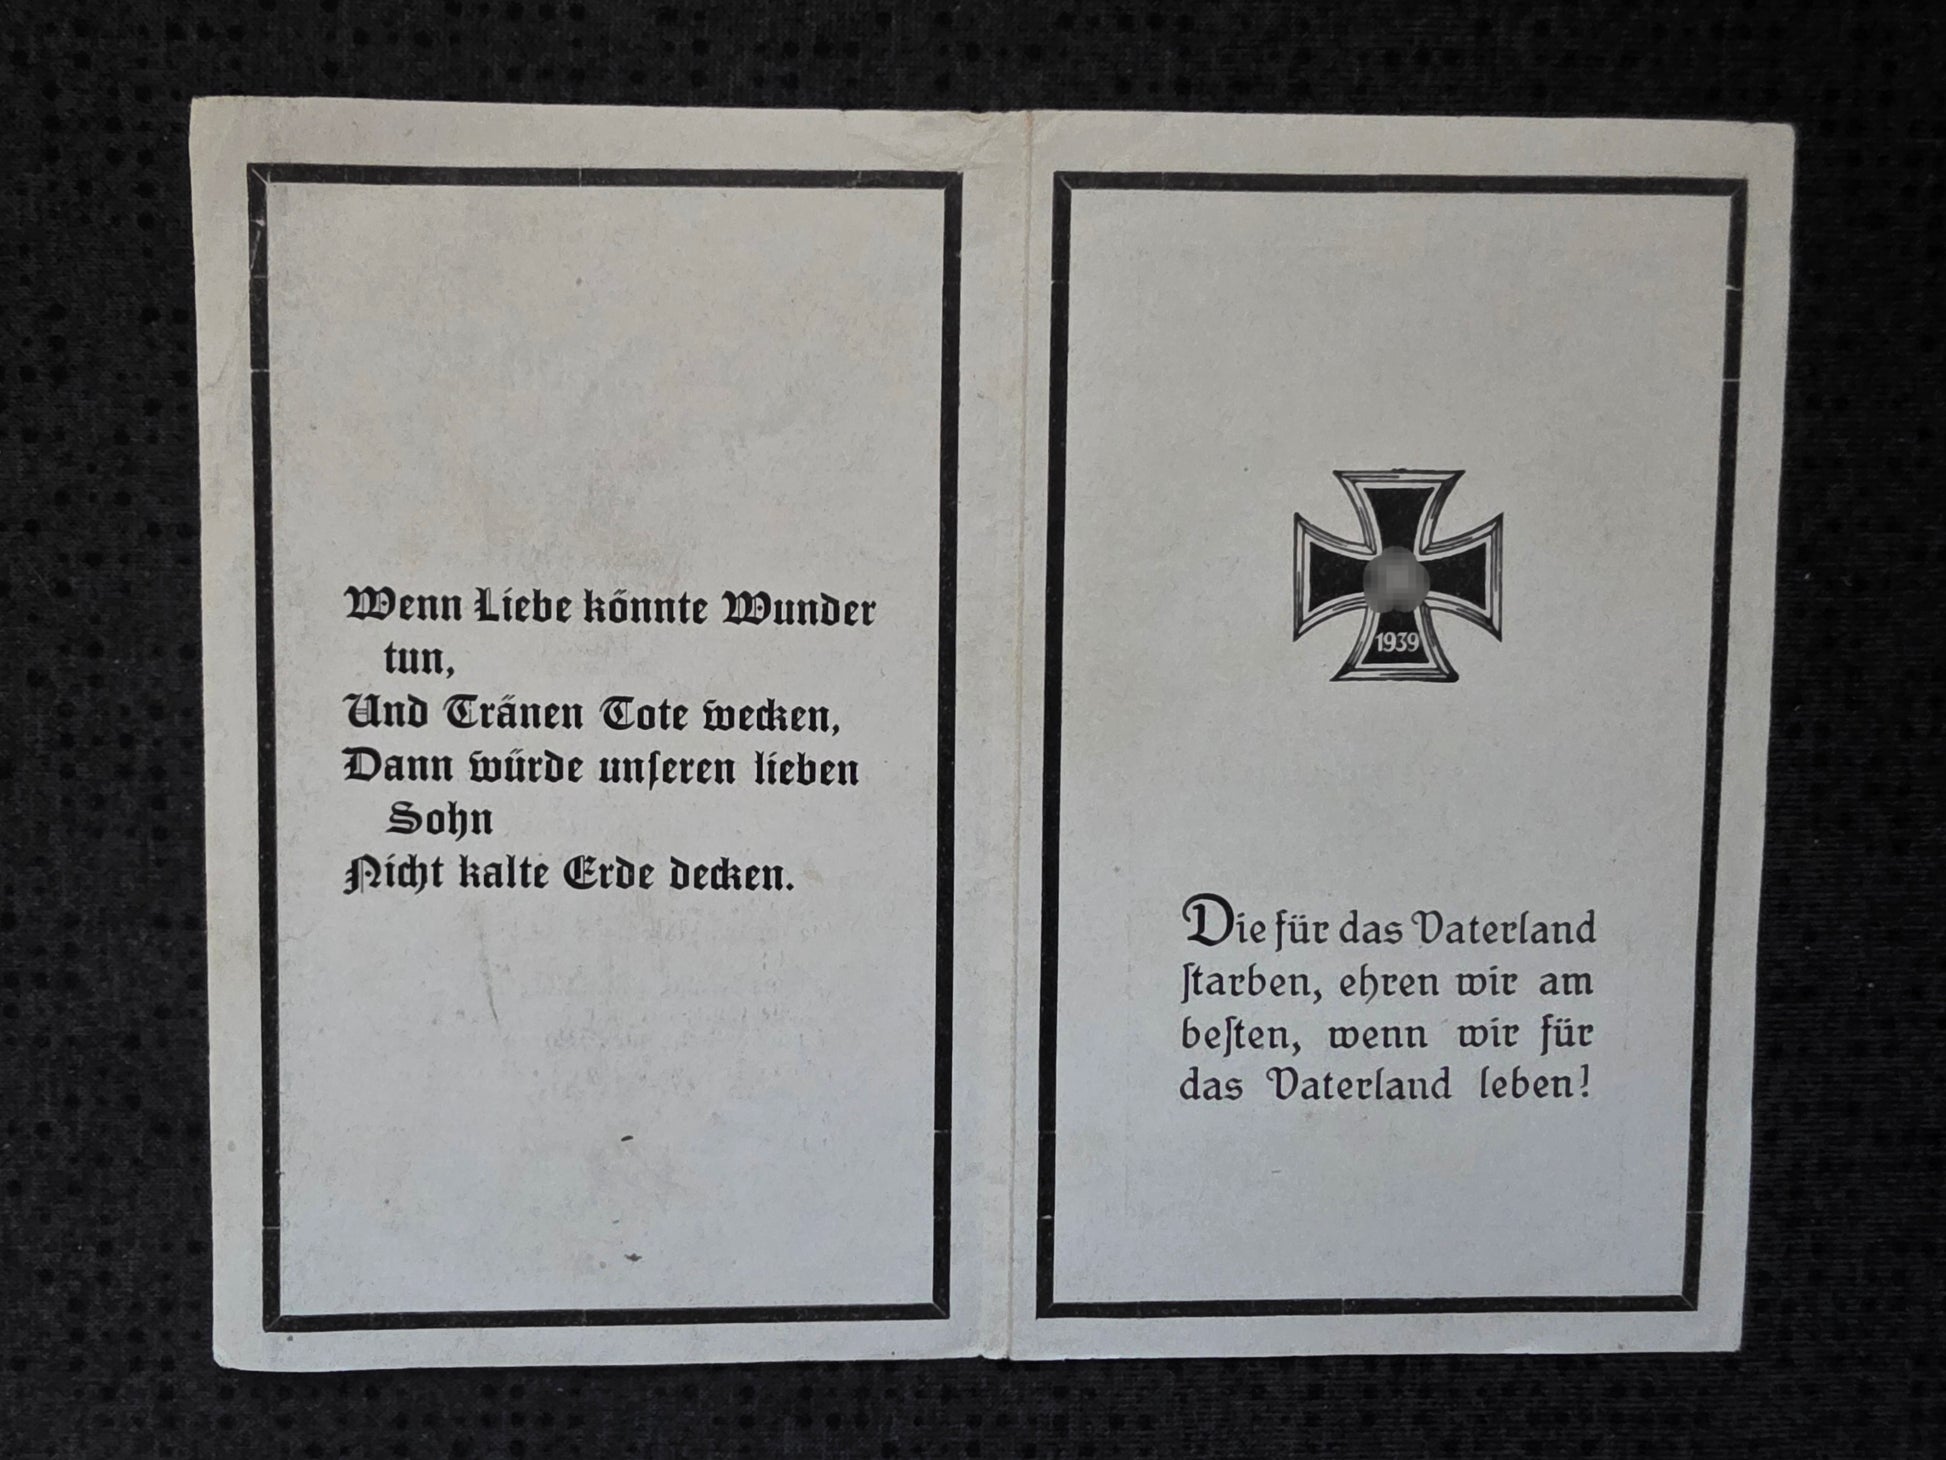 Wenn Liebe könnte Wunder
tun,
Und Tränen Tote wecken,
Dann würde unſeren lieben
Sohn
Nicht kalte Erde decken.
1939
Die für das Vaterland
ſtarben, ehren wir am
beſten, wenn wir für
das Vaterland leben!